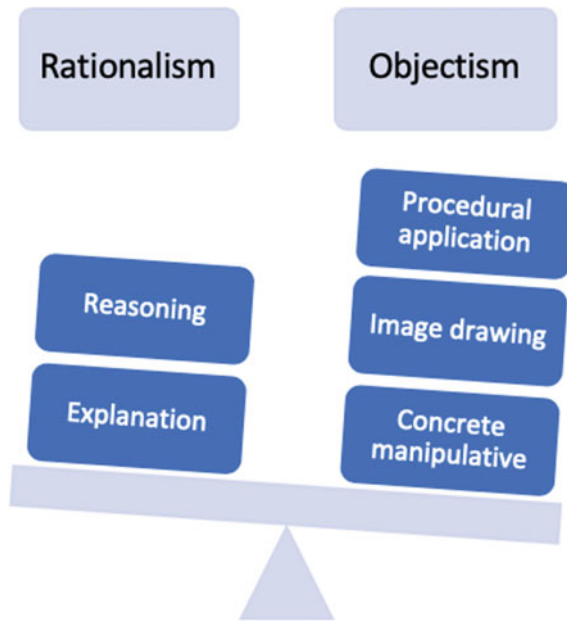 Rationalism
Objectism
Procedural
application
Reasoning
Image drawing
Explanation
Concrete
manipulative